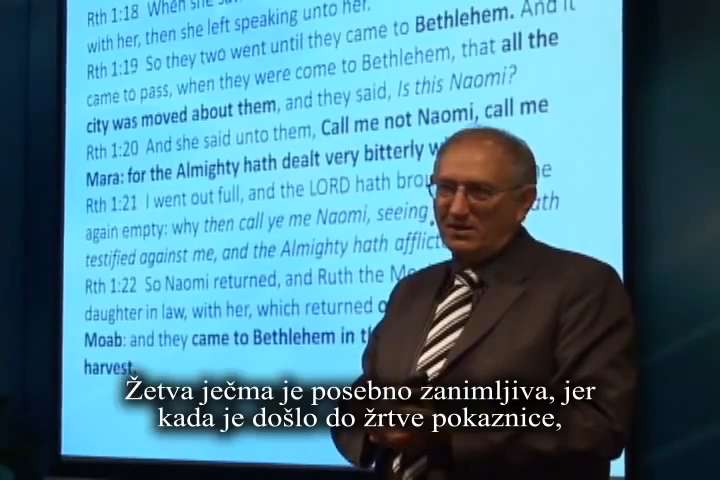 Rth 1:18 When she
with her, then she left speaking unto her.
Rth 1:19 So they two went until they came to Bethlehem. And it
came to pass, when they were come to Bethlehem, that all the
city was moved about them, and they said, Is this Naomi?
Rth 1:20 And she said unto them, Call me not Naomi, call me
Mara: for the Almighty hath dealt very bitterly
Rth 1:21 I went out full, and the LORD hath
again empty: why then call ye me Naomi, seeing
testified against me, and the Almighty hath
Rth 1:22 So Naomi returned, and Ruth the
daughter in law, with her, which returned
Moab: and they came to Bethlehem in
harvest.
Žetva ječma je posebno zanimljiva, jer
kada je došlo do žrtve pokaznice,